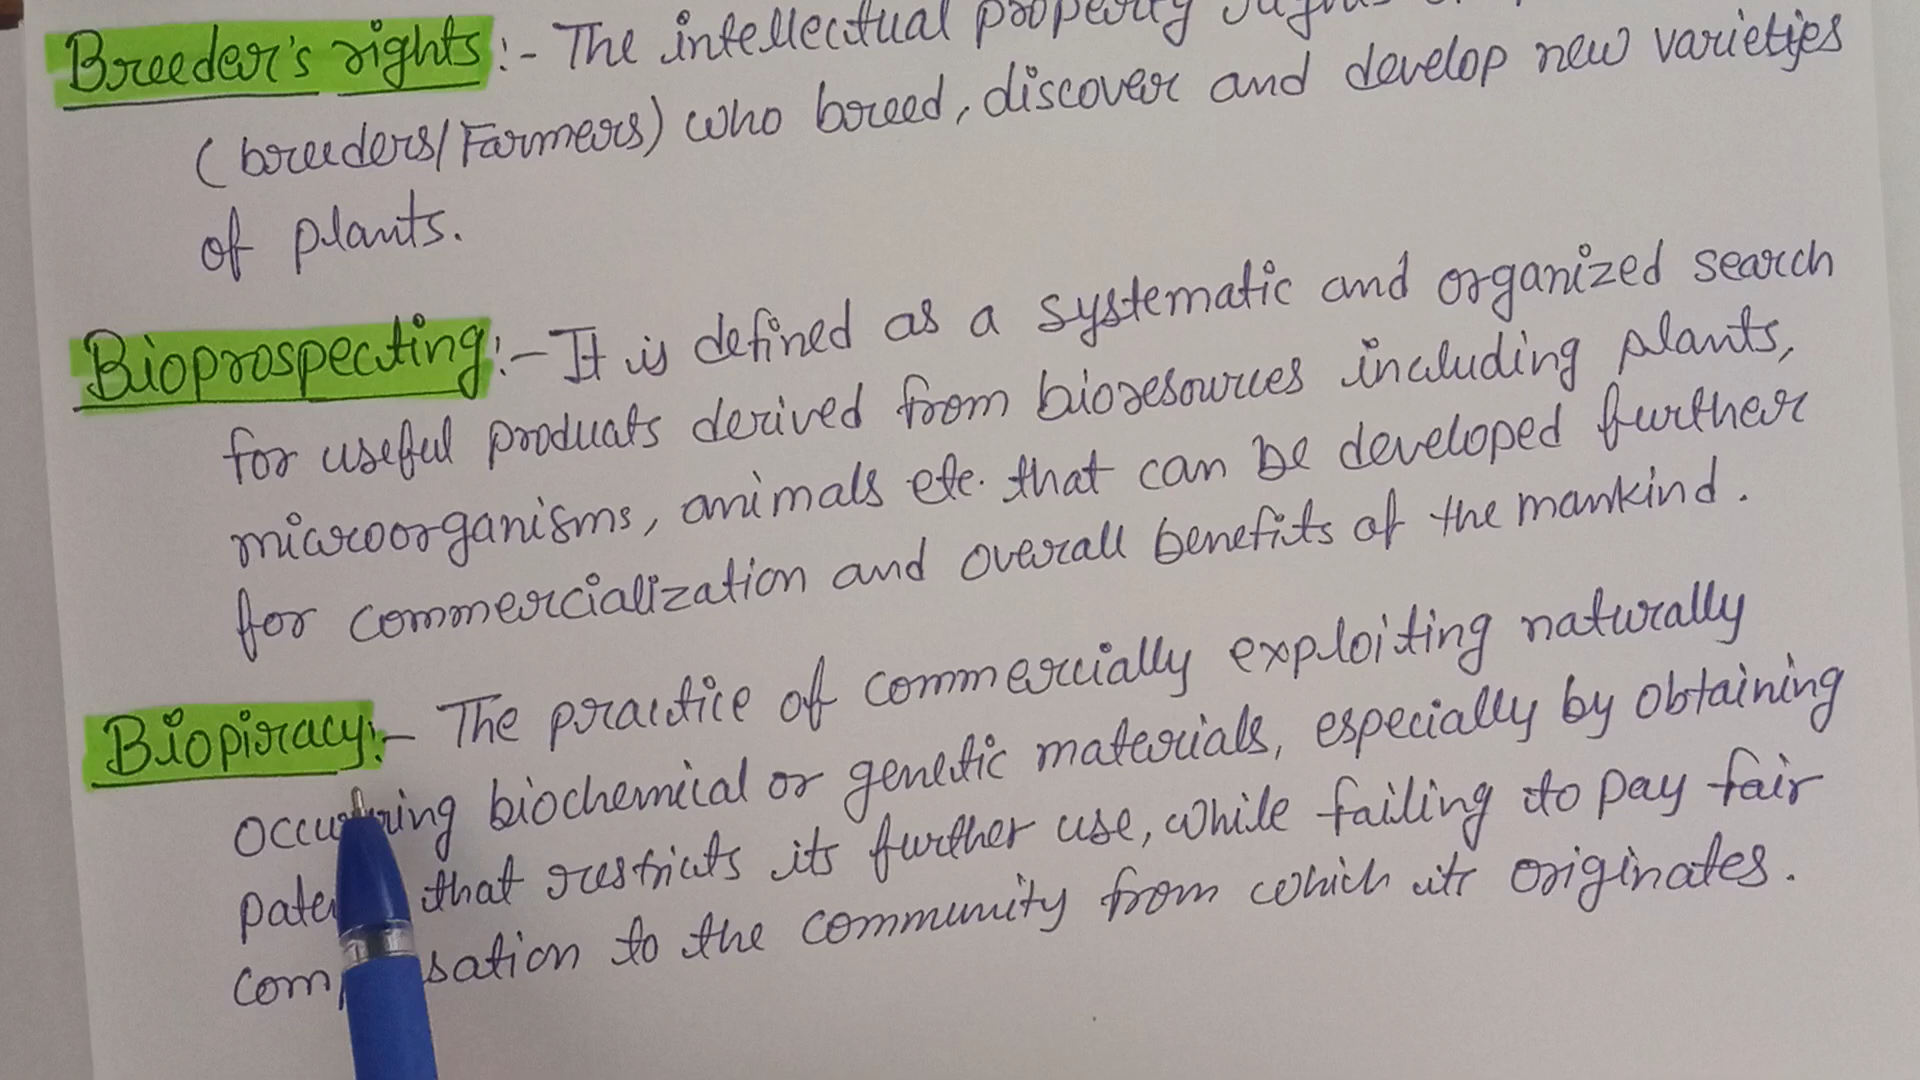 Breeder's rights :- The intellectual property
(breeders/Farmers) who breed, discover and develop new varieties
of plants.
Bioprospecting :- It is defined as a systematic and organized search
for useful products derived from bioresources including plants,
microorganisms, animals etc. that can be developed further
for commercialization and overall benefits of the mankind.
Biopiracy :- The practice of commercially exploiting naturally
occurring biochemical or genetic materials, especially by obtaining
that restricts its further use, while failing to pay fair
to the community from which it originates.